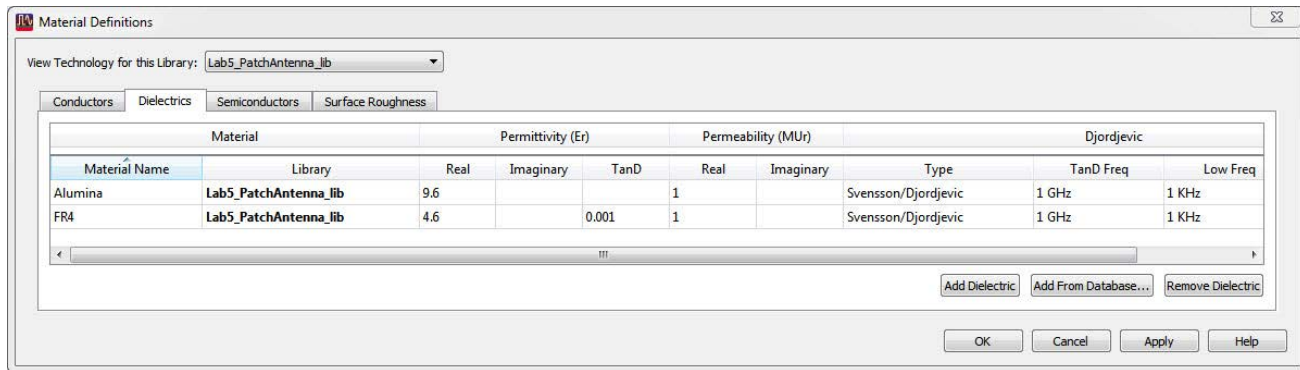 Material Definitions
View Technology for this Library: Lab5_PatchAntenna_lib
Conductors Dielectrics Semiconductors Surface Roughness
Material Permittivity (Er) Permeability (MUr) Djordjevic
Material Name Library Real Imaginary TanD Real Imaginary Type TanD Freq Low Freq
Alumina Lab5_PatchAntenna_lib 9.6 1 Svensson/Djordjevic 1 GHz 1 KHz
FR4 Lab5_PatchAntenna_lib 4.6 0.001 1 Svensson/Djordjevic 1 GHz 1 KHz
Add Dielectric Add From Database... Remove Dielectric
OK Cancel Apply Help